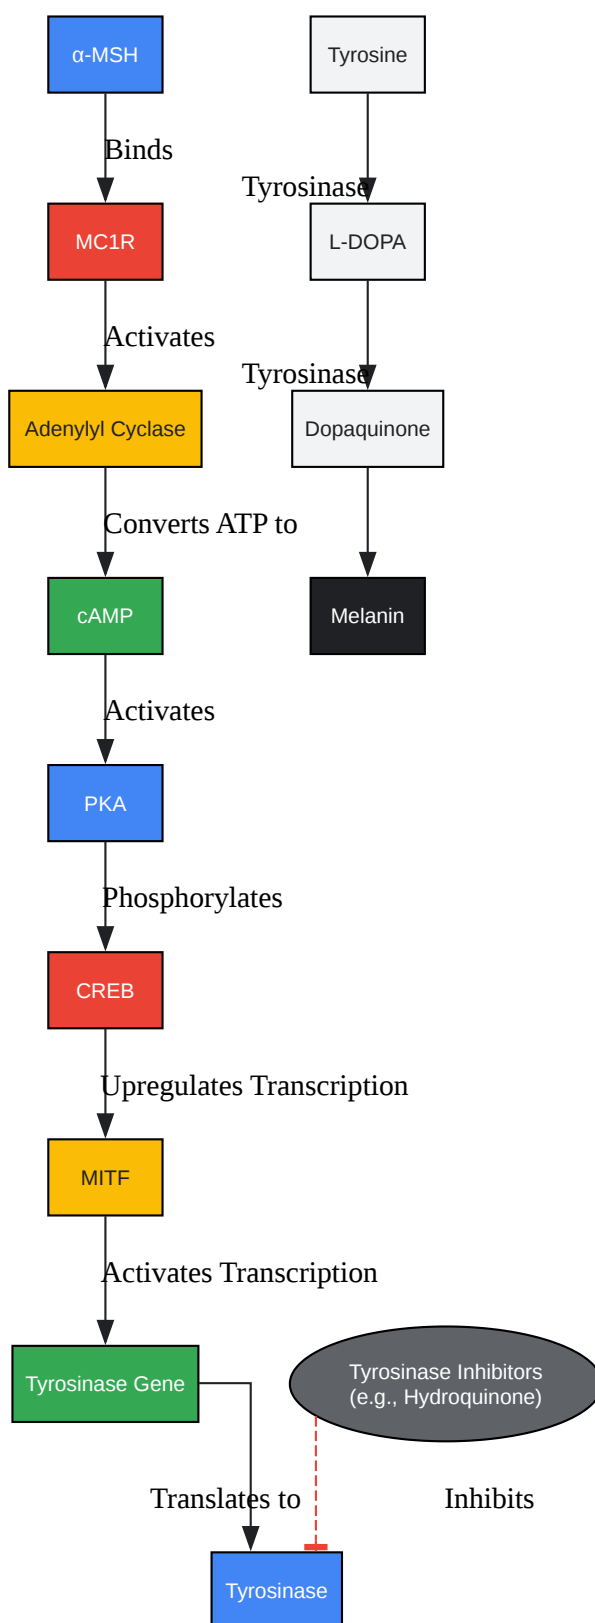 α-MSH
Tyrosine
Binds
Tyrosinase
MC1R
L-DOPA
Activates
Tyrosinase
Adenylyl Cyclase
Dopaquinone
Converts ATP to
cAMP
Melanin
Activates
PKA
Phosphorylates
CREB
Upregulates Transcription
MITF
Activates Transcription
Tyrosinase Gene
Tyrosinase Inhibitors
(e.g., Hydroquinone)
Translates to
Inhibits
Tyrosinase